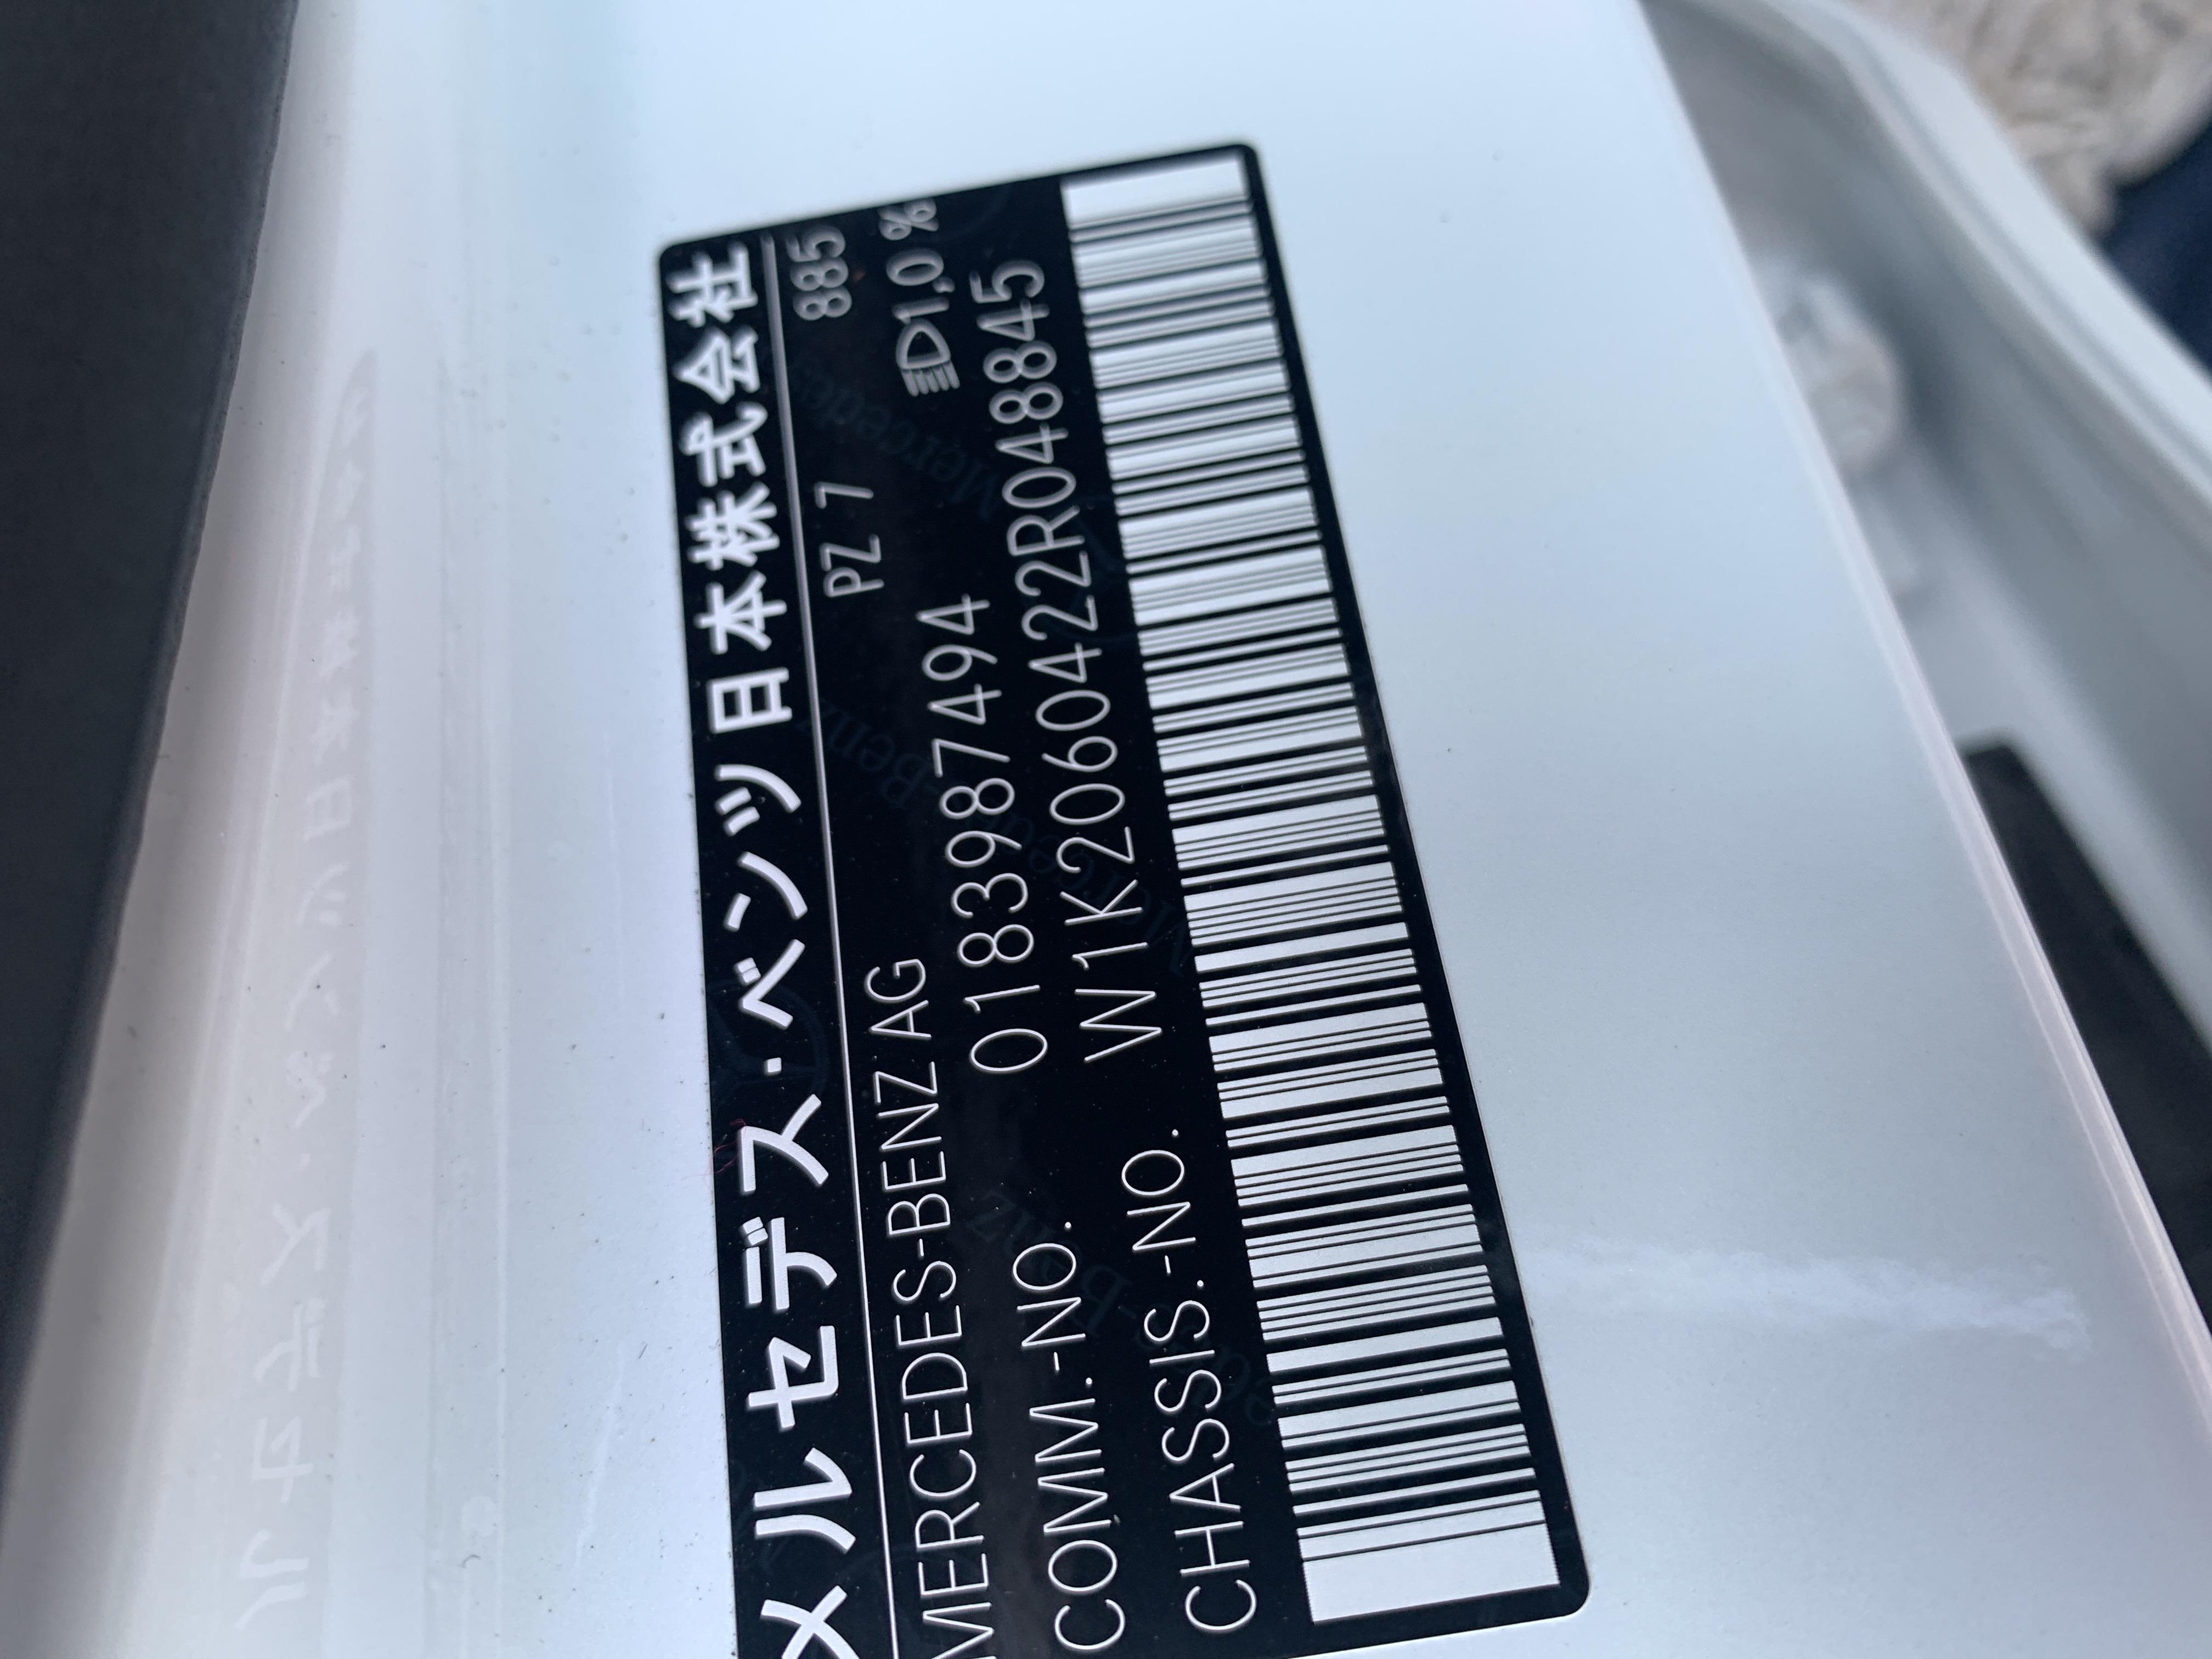 メルセデス・ベンツ日本株式会社
MERCEDES-BENZ AG PZ 7 885
COMM.-NO. 0183987494 1,0 %
CHASSIS.-NO. W1K2060422R048845